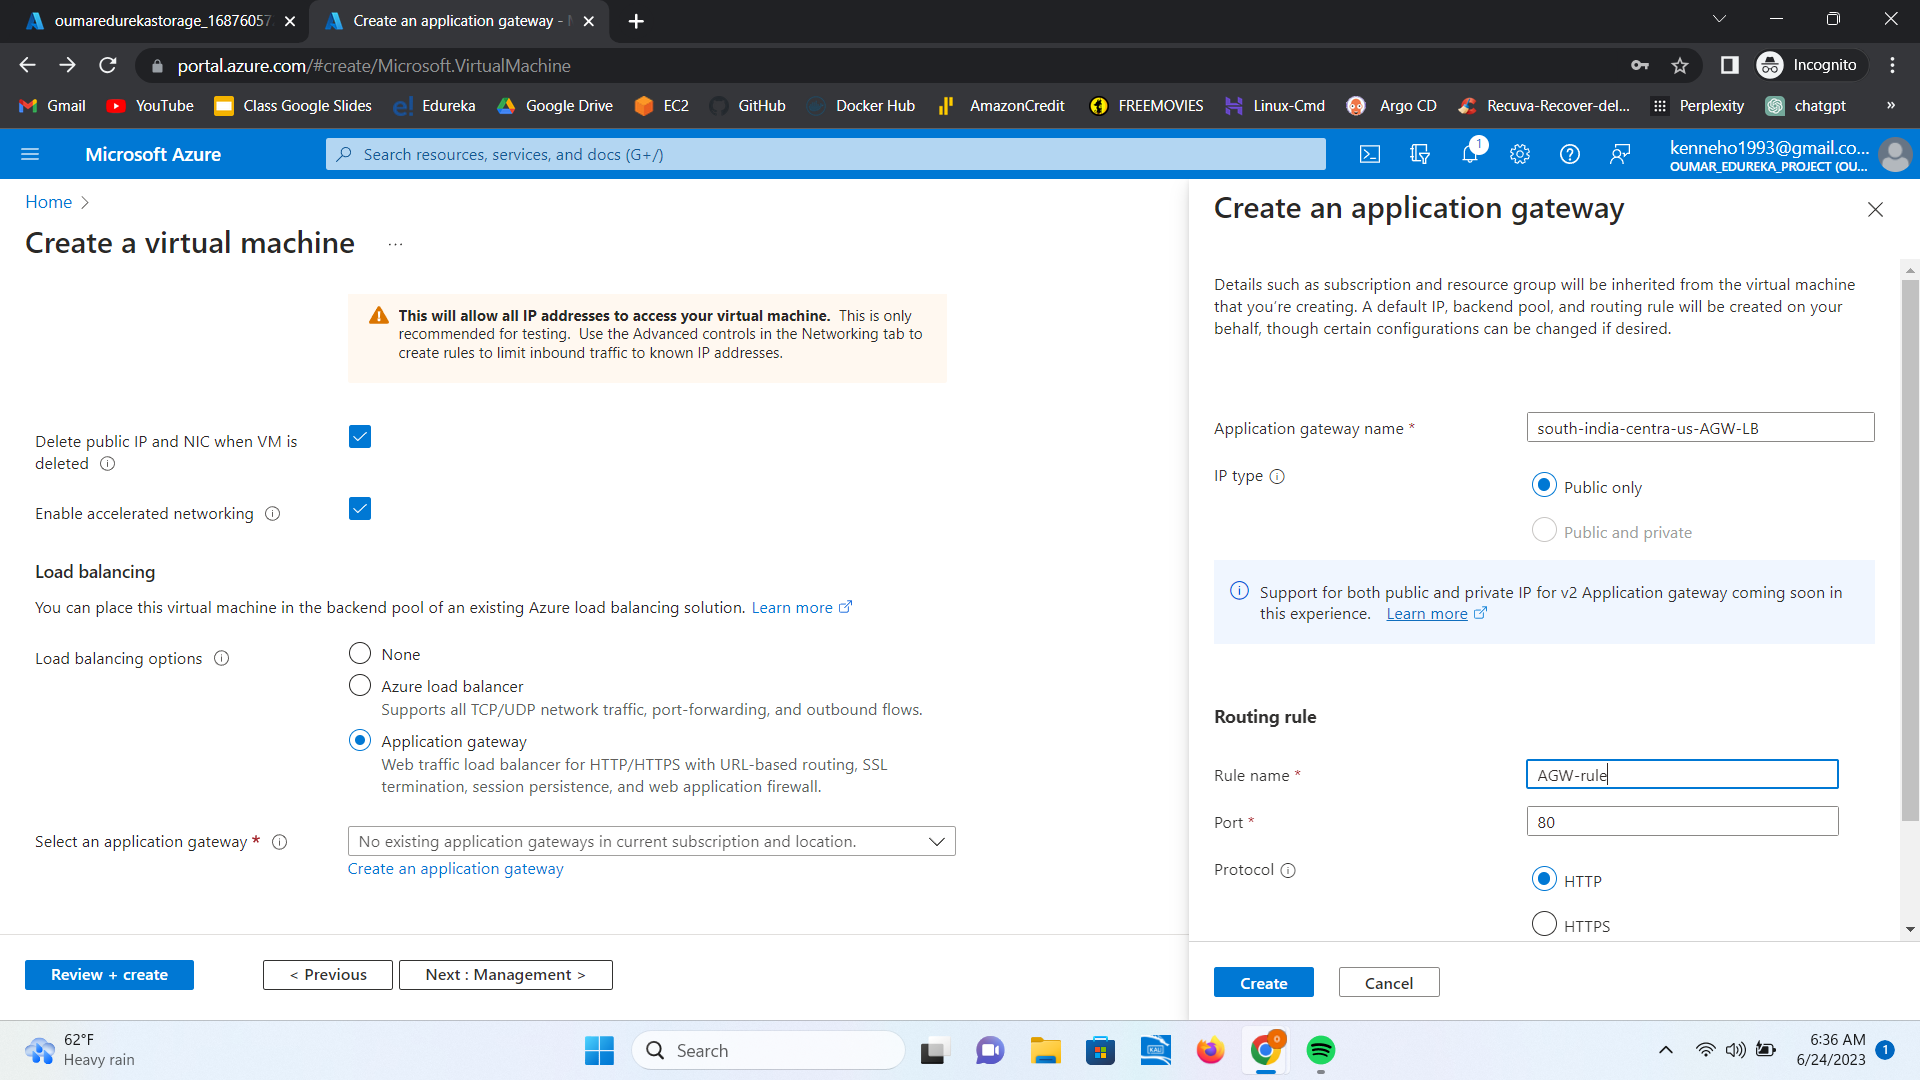 oumaredurekastorage_16876057
Create an application gateway -
portal.azure.com/#create/Microsoft.VirtualMachine
Incognito
Gmail
YouTube
Class Google Slides
Edureka
Google Drive
EC2
GitHub
Docker Hub
AmazonCredit
FREEMOVIES
Linux-Cmd
Argo CD
Recuva-Recover-del...
Perplexity
chatgpt
»
Microsoft Azure
Search resources, services, and docs (G+/)
1
kenneho1993@gmail.co...
OUMAR_EDUREKA_PROJECT (OU...
Home >
Create a virtual machine ...
This will allow all IP addresses to access your virtual machine. This is only
recommended for testing. Use the Advanced controls in the Networking tab to
create rules to limit inbound traffic to known IP addresses.
Delete public IP and NIC when VM is
deleted
Enable accelerated networking
Load balancing
You can place this virtual machine in the backend pool of an existing Azure load balancing solution. Learn more
Load balancing options
None
Azure load balancer
Supports all TCP/UDP network traffic, port-forwarding, and outbound flows.
Application gateway
Web traffic load balancer for HTTP/HTTPS with URL-based routing, SSL
termination, session persistence, and web application firewall.
Select an application gateway *
No existing application gateways in current subscription and location.
Create an application gateway
Review + create
< Previous
Next : Management >
Create an application gateway
Details such as subscription and resource group will be inherited from the virtual machine
that you're creating. A default IP, backend pool, and routing rule will be created on your
behalf, though certain configurations can be changed if desired.
Application gateway name *
south-india-centra-us-AGW-LB
IP type
Public only
Public and private
Support for both public and private IP for v2 Application gateway coming soon in
this experience. Learn more
Routing rule
Rule name *
AGW-rule
Port *
80
Protocol
HTTP
HTTPS
Create
Cancel
62°F
Heavy rain
Search
6:36 AM
6/24/2023
1